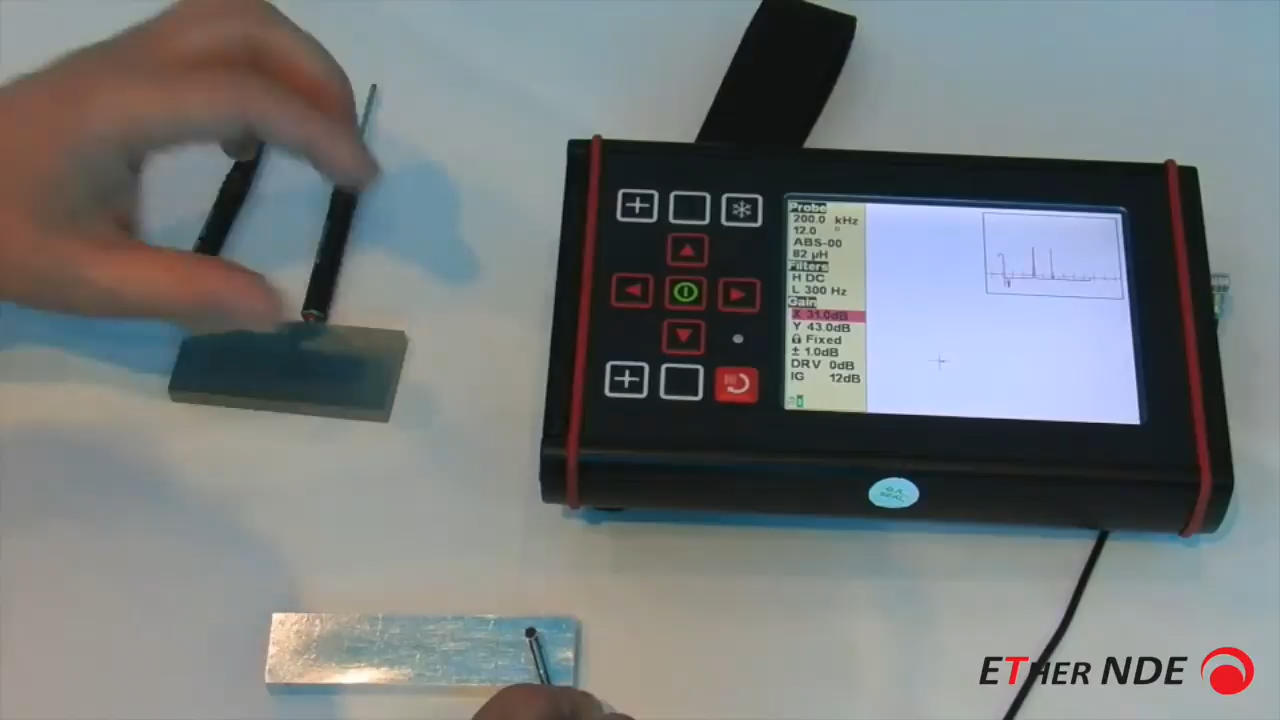 Probe
200.0 kHz
12.0 °
ABS-00
82 µH
Filters
H DC
L 300 Hz
Gain
X 31.0dB
Y 43.0dB
Fixed
± 1.0dB
DRV 0dB
IG 12dB
ETHER NDE